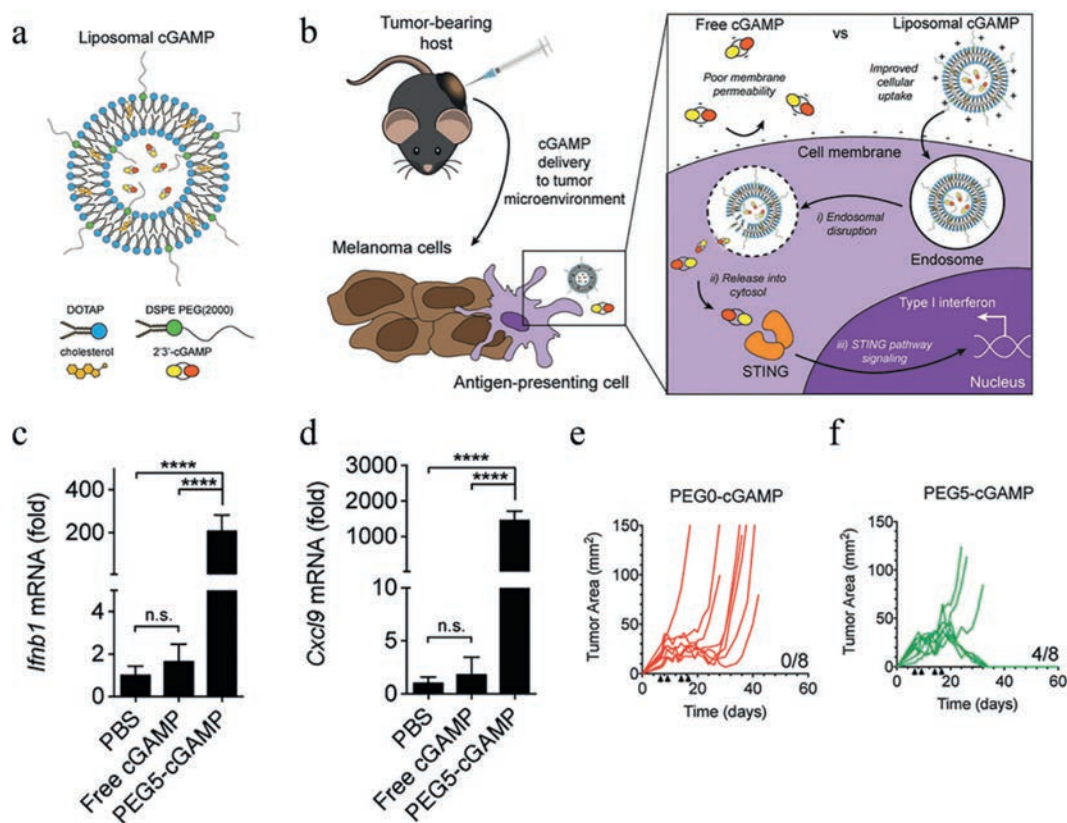 a
Liposomal cGAMP
DOTAP
DSPE PEG(2000)
cholesterol
2'3'-cGAMP
b
Tumor-bearing
host
cGAMP
delivery
to tumor
microenvironment
Melanoma cells
Antigen-presenting cell
Free cGAMP
vs
Liposomal cGAMP
Poor membrane
permeability
Improved
cellular
uptake
Cell membrane
i) Endosomal
disruption
Endosome
ii) Release into
cytosol
Type I interferon
STING
iii) STING pathway
signaling
Nucleus
c
Ifnb1 mRNA (fold)
400
200
4
2
0
****
****
n.s.
PBS
Free cGAMP
PEG5-cGAMP
d
Cxcl9 mRNA (fold)
3000
2000
1000
10
5
0
****
****
n.s.
PBS
Free cGAMP
PEG5-cGAMP
e
PEG0-cGAMP
Tumor Area (mm²)
150
100
50
0
0/8
0 20 40 60
Time (days)
f
PEG5-cGAMP
Tumor Area (mm²)
150
100
50
0
4/8
0 20 40 60
Time (days)